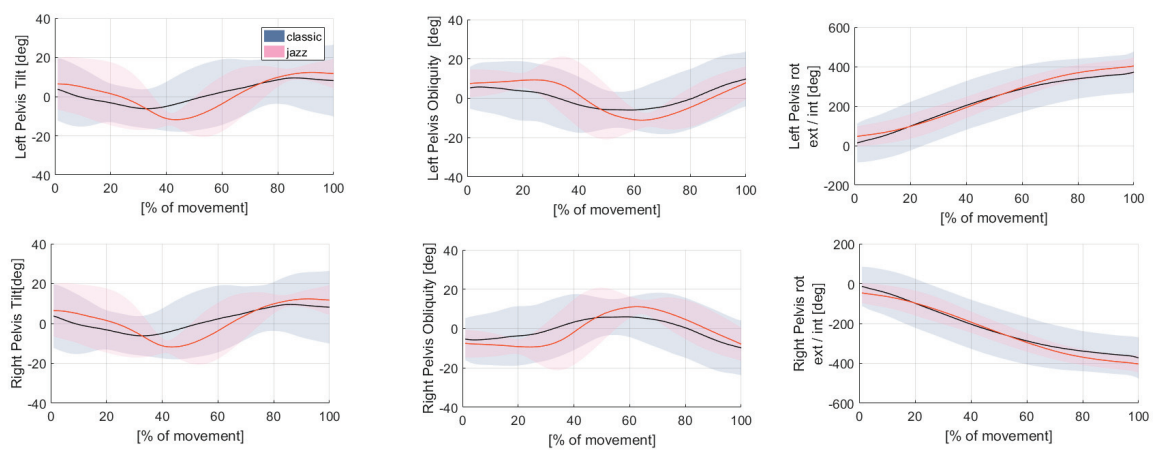 Left Pelvis Tilt [deg]
40
20
0
-20
-40
0 20 40 60 80 100
[% of movement]
classic
jazz
Left Pelvis Obliquity [deg]
40
20
0
-20
-40
0 20 40 60 80 100
[% of movement]
Left Pelvis rot
ext / int [deg]
600
400
200
0
-200
0 20 40 60 80 100
[% of movement]
Right Pelvis Tilt[deg]
40
20
0
-20
-40
0 20 40 60 80 100
[% of movement]
Right Pelvis Obliquity [deg]
40
20
0
-20
-40
0 20 40 60 80 100
[% of movement]
Right Pelvis rot
ext / int [deg]
200
0
-200
-400
-600
0 20 40 60 80 100
[% of movement]